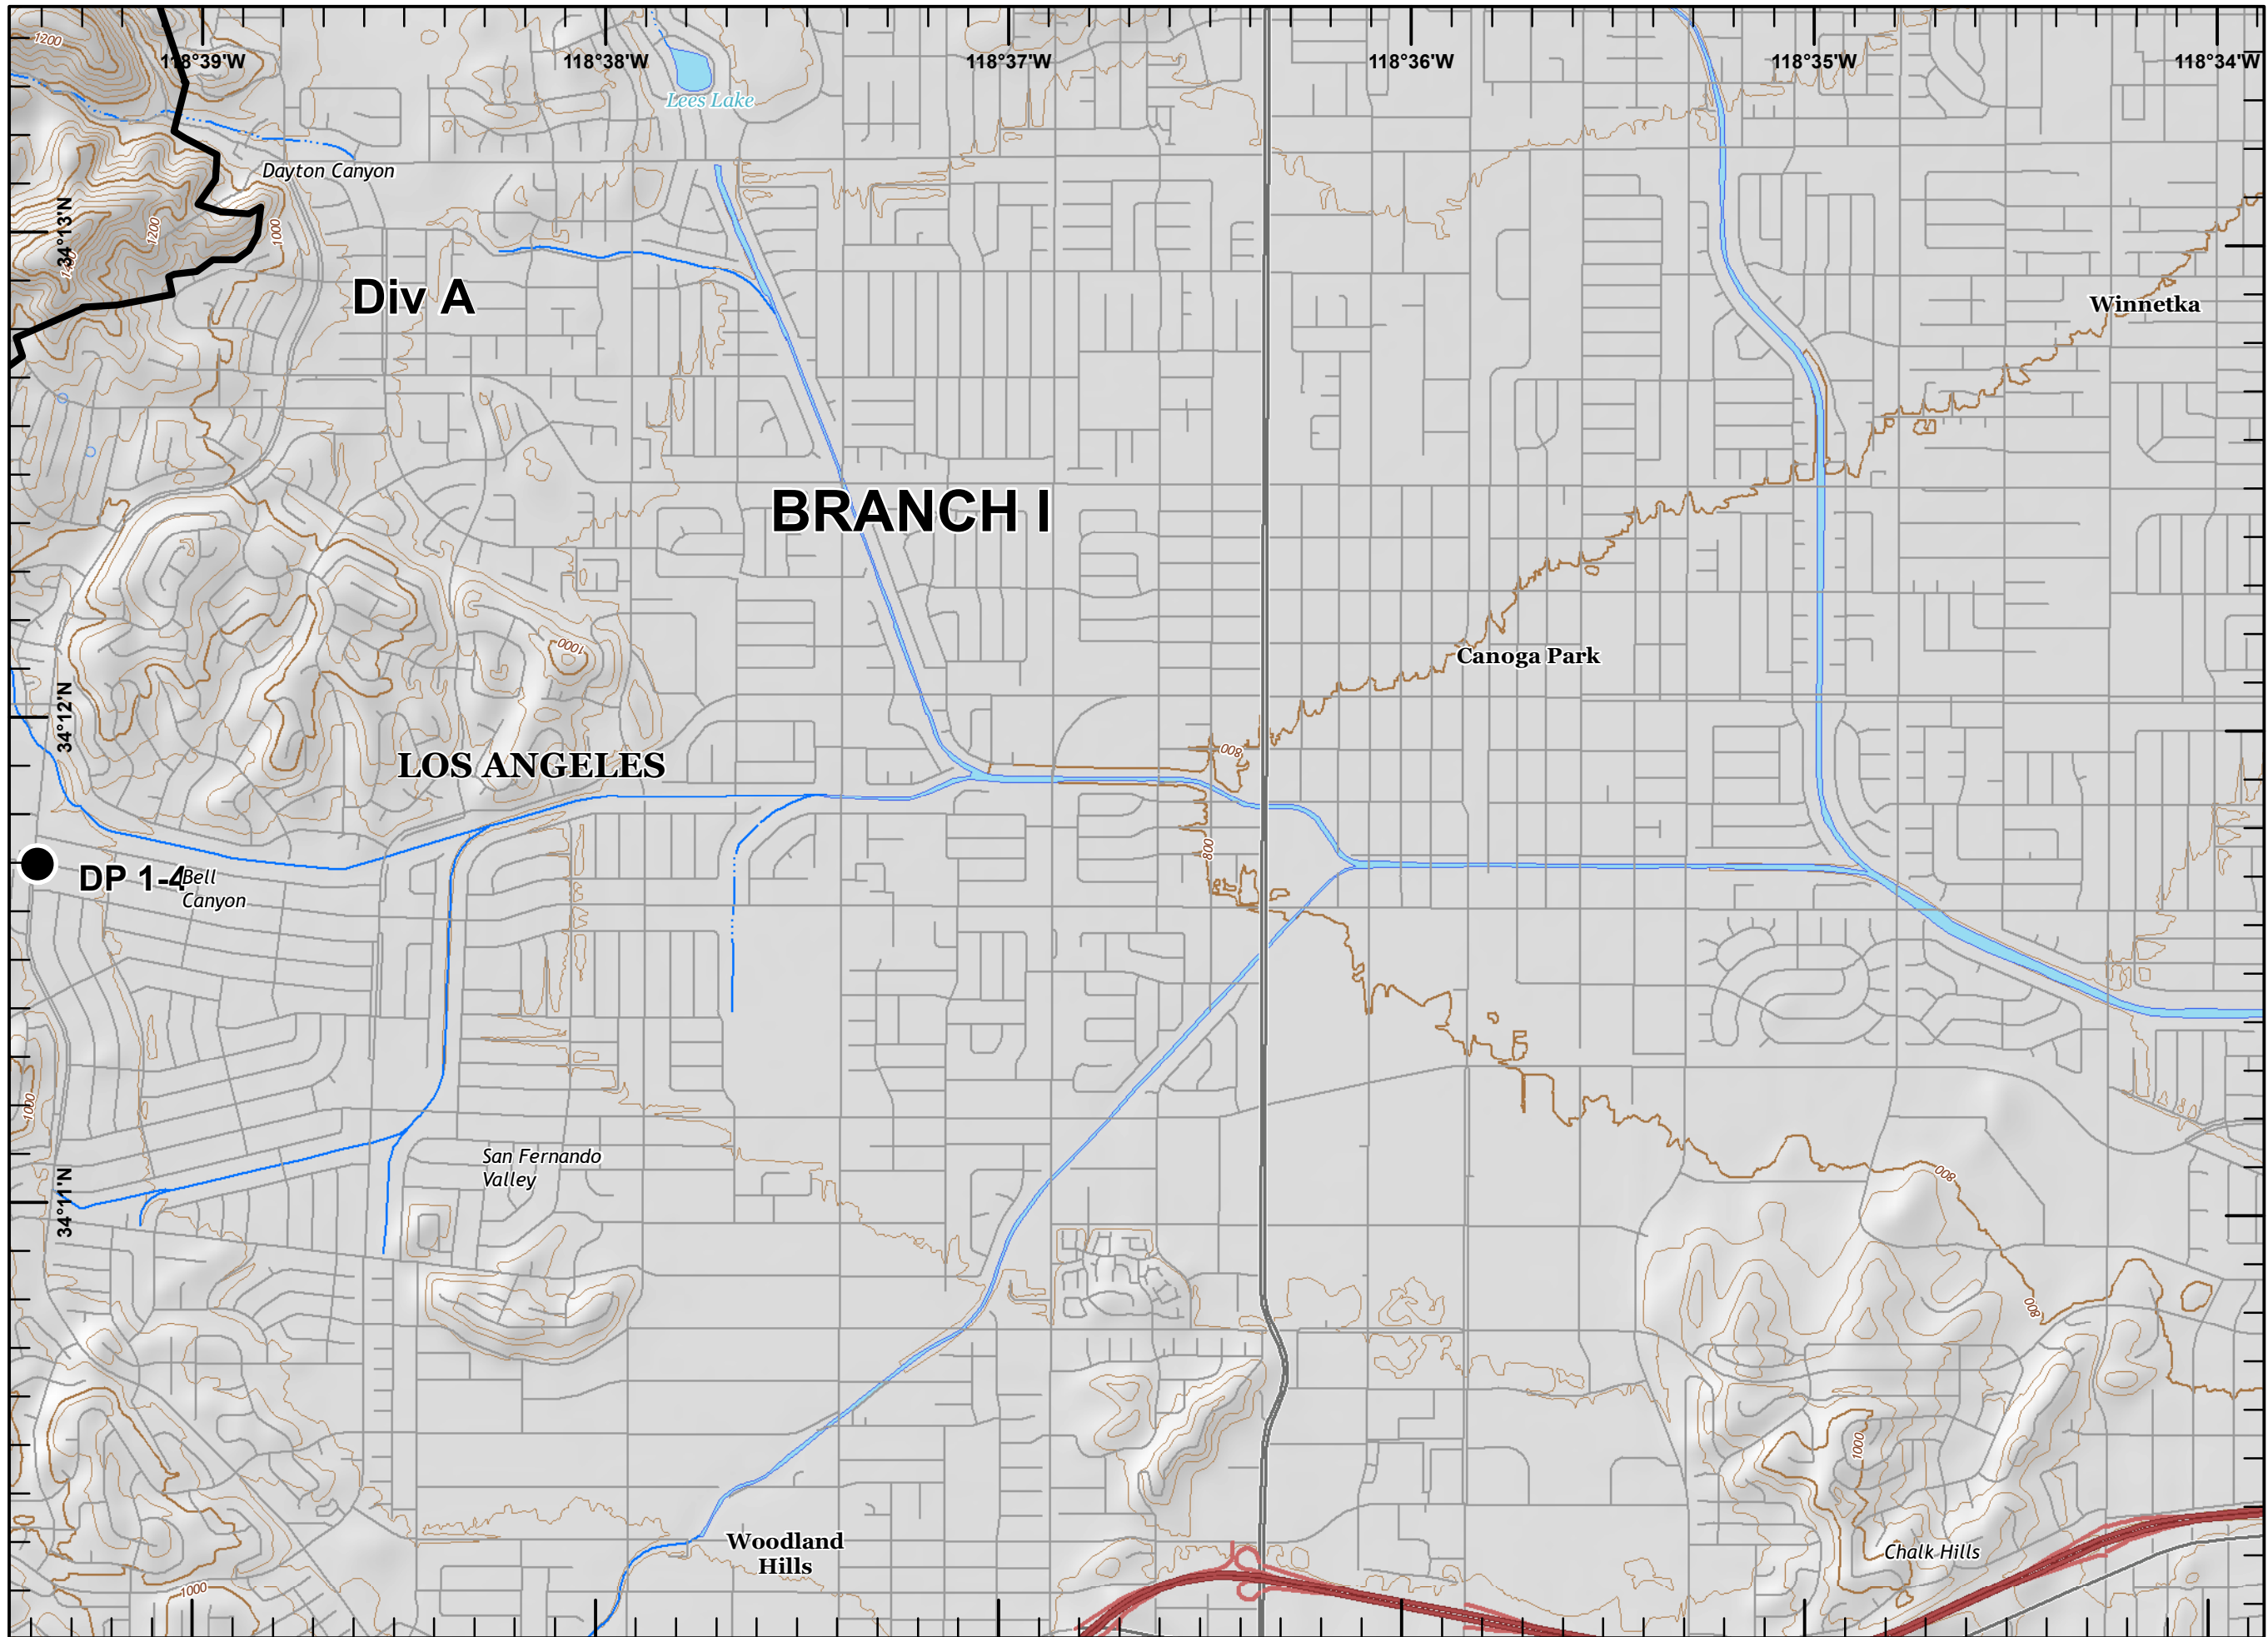 1200
118°39'W
118°38'W
118°37'W
118°36'W
118°35'W
118°34'W
Lees Lake
Dayton Canyon
34°13'N
1200
1000
Div A
Winnetka
BRANCH I
1000
Canoga Park
34°12'N
LOS ANGELES
800
800
DP 1-4
Bell
Canyon
1000
San Fernando
Valley
34°11'N
800
800
1000
Woodland
Hills
Chalk Hills
1000